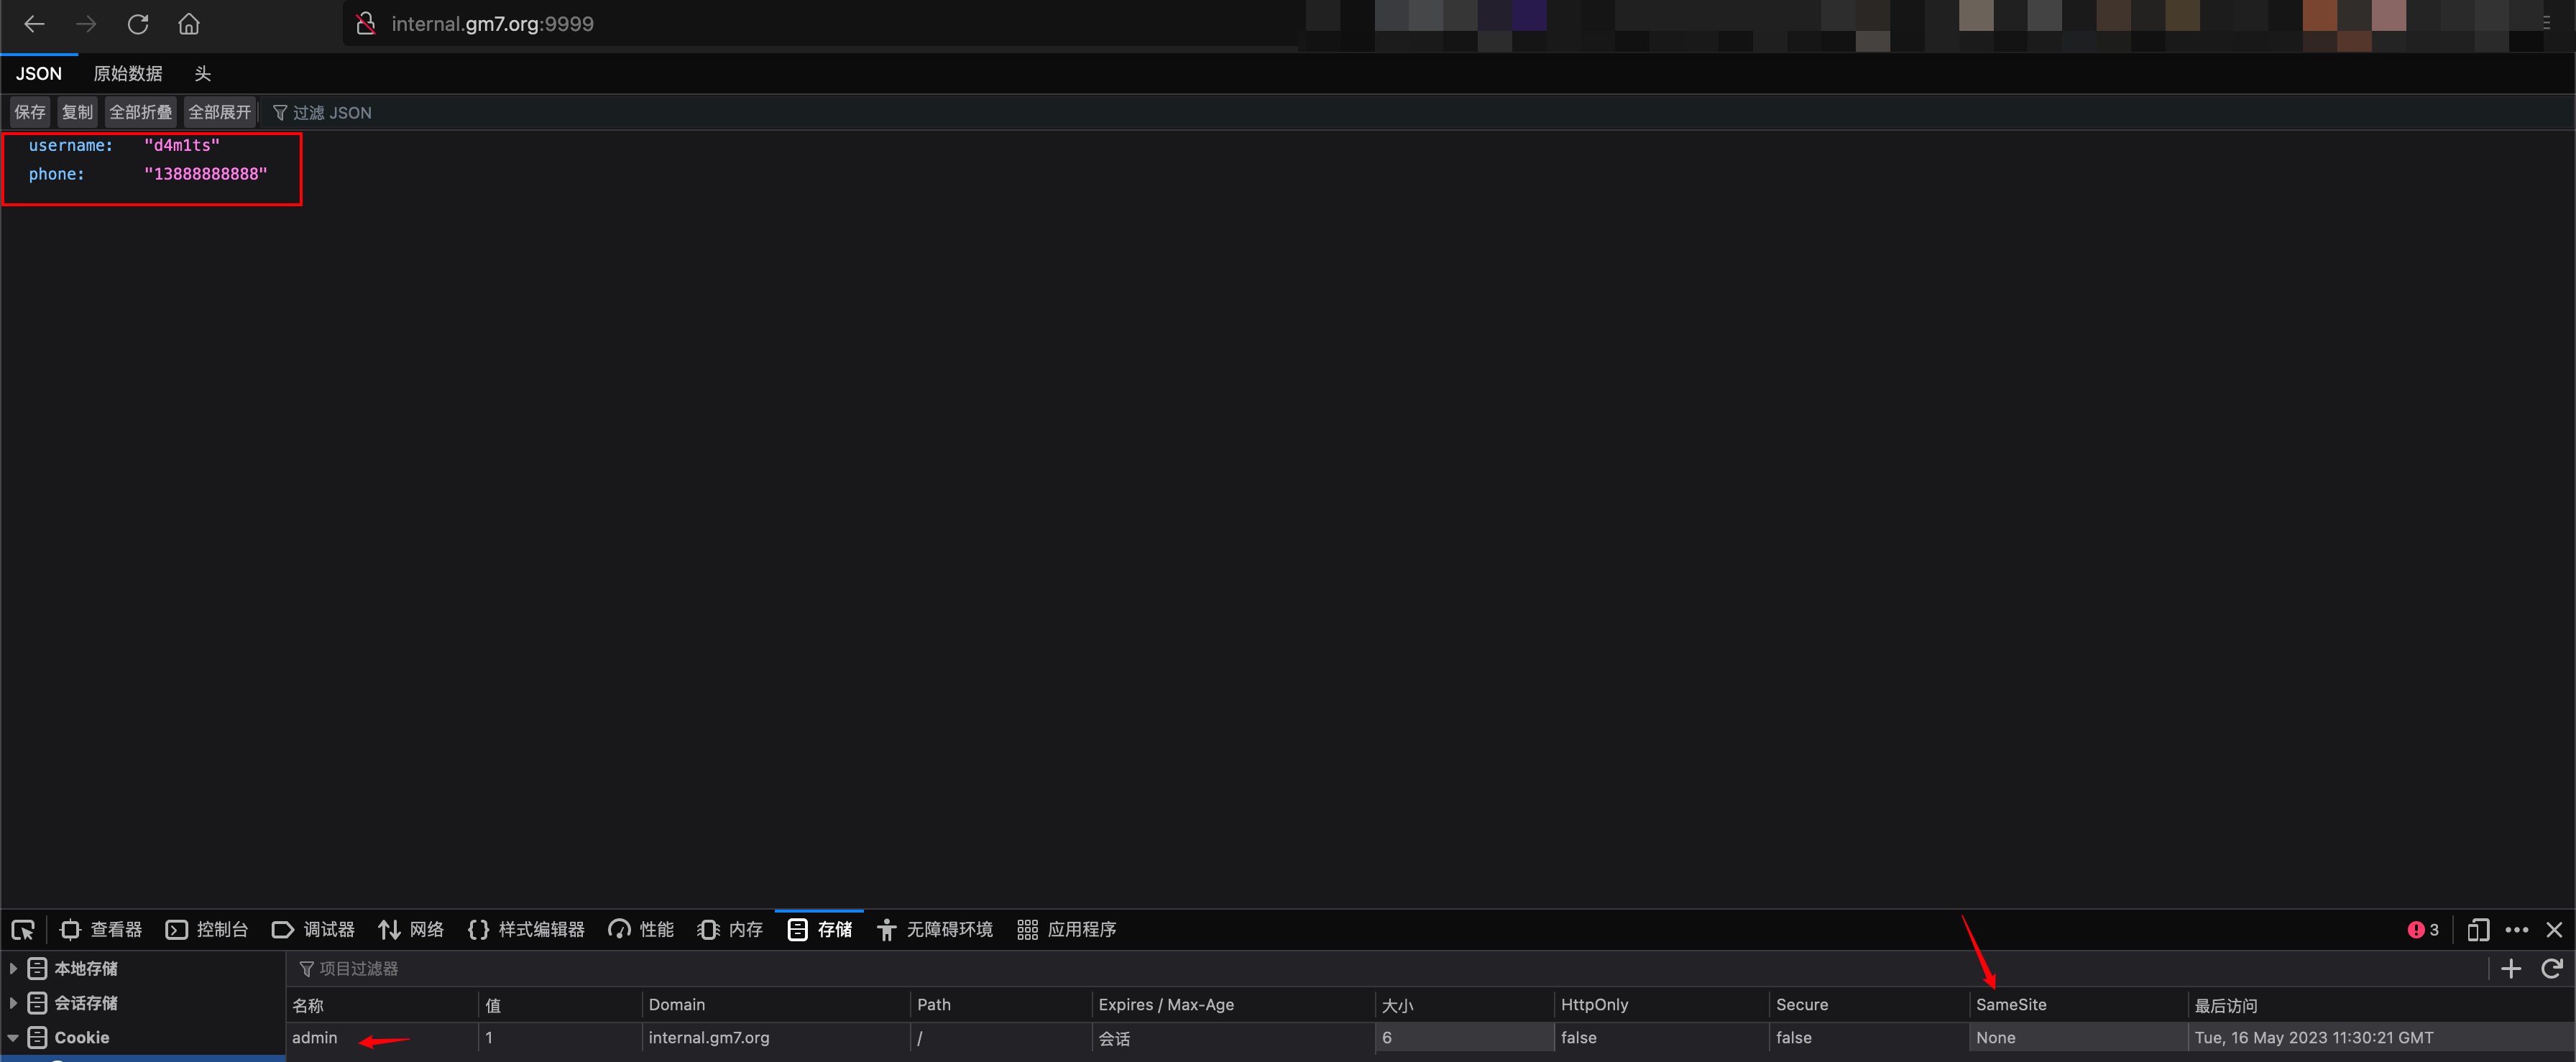 internal.gm7.org:9999
JSON 原始数据 头
保存 复制 全部折叠 全部展开 过滤 JSON
username: "d4m1ts"
phone: "13888888888"
查看器 控制台 调试器 网络 样式编辑器 性能 内存 存储 无障碍环境 应用程序 3
本地存储 项目过滤器
会话存储 名称 值 Domain Path Expires / Max-Age 大小 HttpOnly Secure SameSite 最后访问
Cookie admin 1 internal.gm7.org / 会话 6 false false None Tue, 16 May 2023 11:30:21 GMT